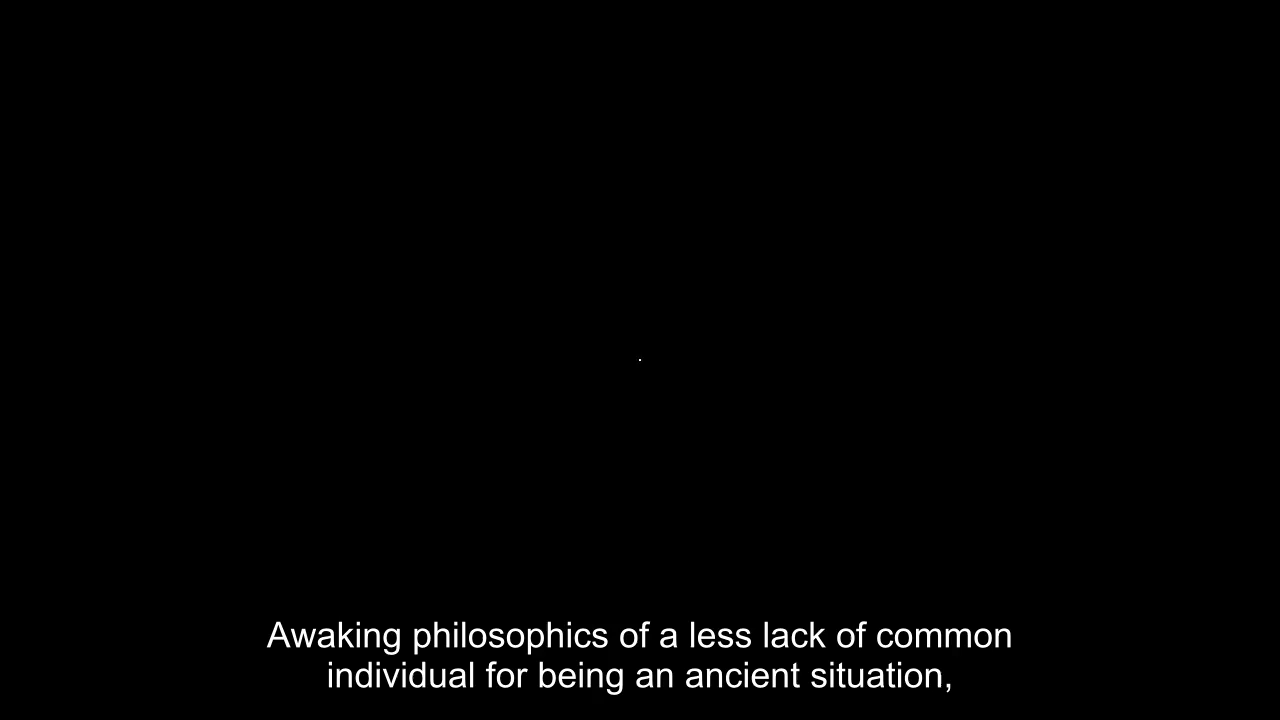 Awaking philosophics of a less lack of common
individual for being an ancient situation,